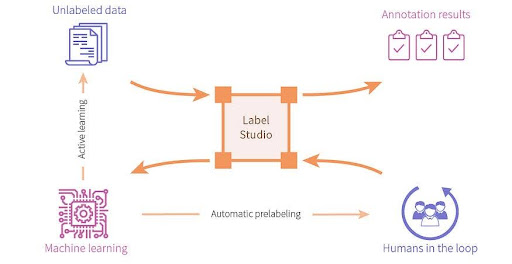 Unlabeled data
Annotation results
Active learning
Label
Studio
Automatic prelabeling
Machine learning
Humans in the loop